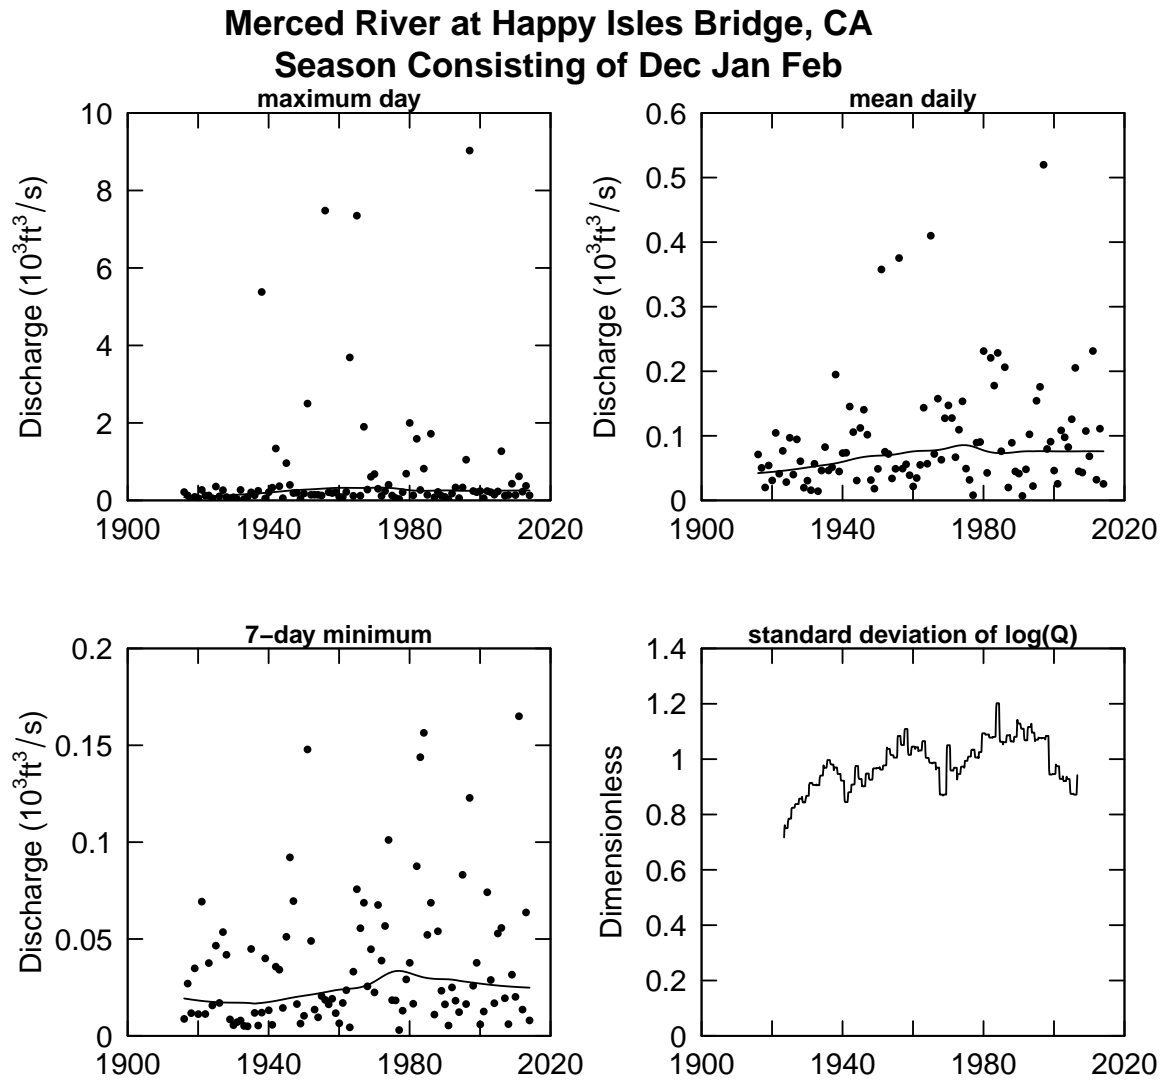 Merced River at Happy Isles Bridge, CA
Season Consisting of Dec Jan Feb
maximum day
Discharge (10³ft³/s)
10
8
6
4
2
0
1900 1940 1980 2020
mean daily
Discharge (10³ft³/s)
0.6
0.5
0.4
0.3
0.2
0.1
0
1900 1940 1980 2020
7−day minimum
Discharge (10³ft³/s)
0.2
0.15
0.1
0.05
0
1900 1940 1980 2020
standard deviation of log(Q)
Dimensionless
1.4
1.2
1
0.8
0.6
0.4
0.2
0
1900 1940 1980 2020